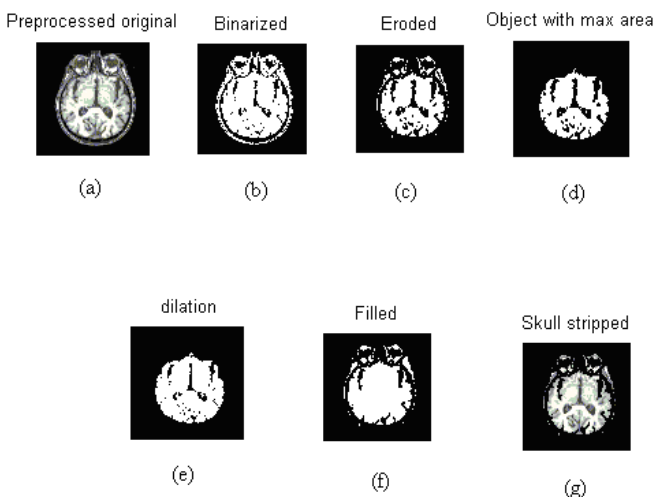 Preprocessed original
Binarized
Eroded
Object with max area
(a)
(b)
(c)
(d)
dilation
Filled
Skull stripped
(e)
(f)
(g)